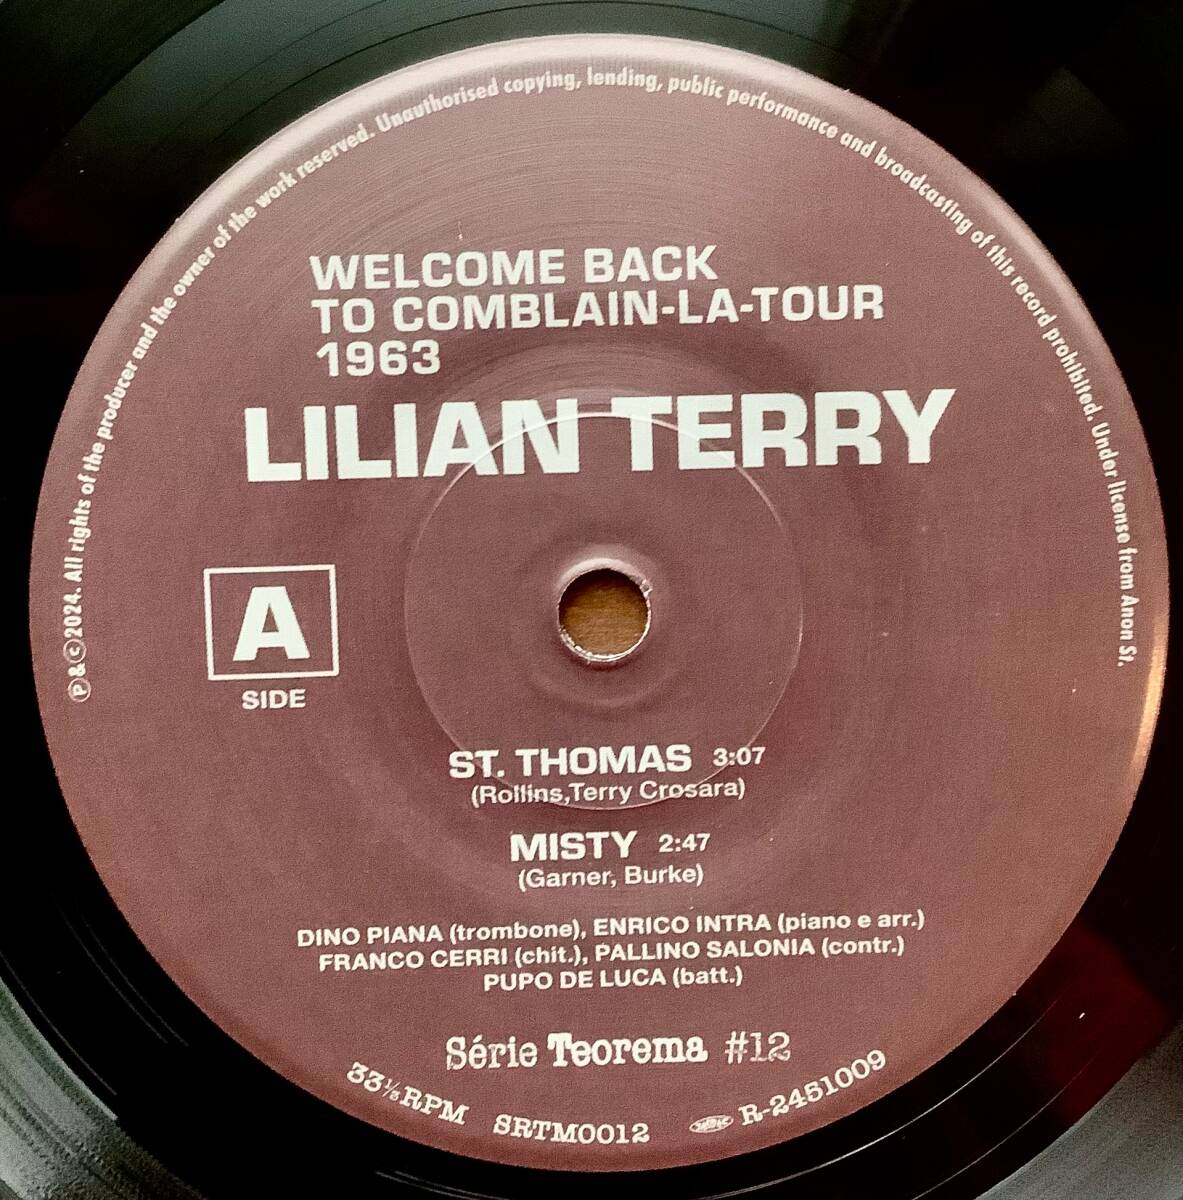 ℗&©2024. All rights of the producer and the owner of the work reserved. Unauthorised copying, lending, public performance and broadcasting of this record prohibited. Under license from Anon St.
WELCOME BACK
TO COMBLAIN-LA-TOUR
1963
LILIAN TERRY
A
SIDE
ST. THOMAS 3:07
(Rollins,Terry Crosara)
MISTY 2:47
(Garner, Burke)
DINO PIANA (trombone), ENRICO INTRA (piano e arr.)
FRANCO CERRI (chit.), PALLINO SALONIA (contr.)
PUPO DE LUCA (batt.)
Série Teorema #12
33⅓RPM SRTM0012 R-2451009